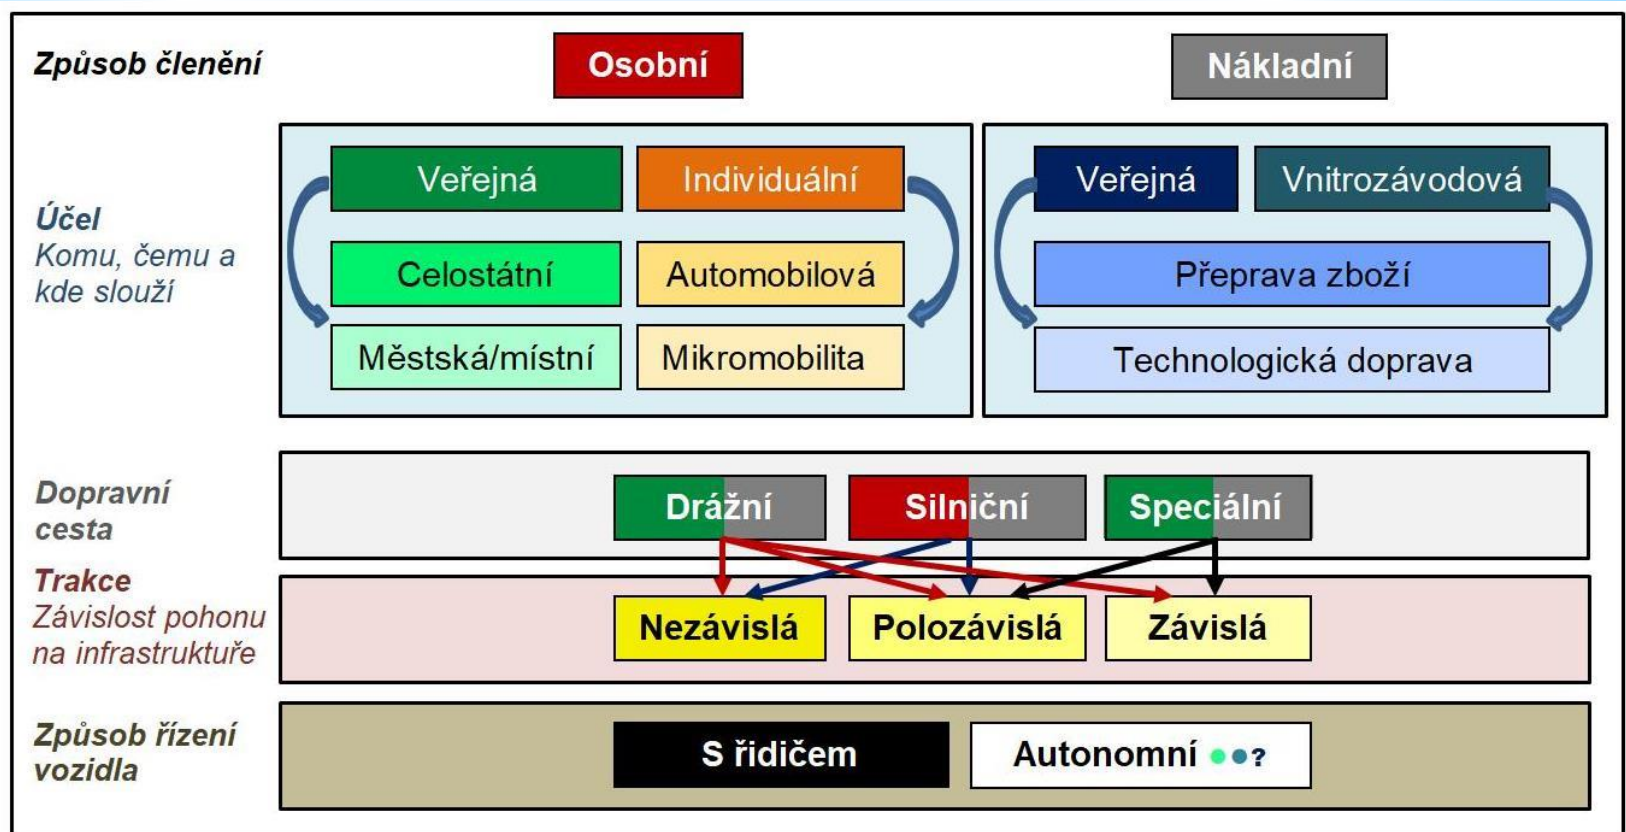 Způsob členění
Osobní
Nákladní
Účel
Komu, čemu a
kde slouží
Veřejná
Individuální
Veřejná
Vnitrozávodová
Celostátní
Automobilová
Přeprava zboží
Městská/místní
Mikromobilita
Technologická doprava
Dopravní
cesta
Drážní
Silniční
Speciální
Trakce
Závislost pohonu
na infrastruktuře
Nezávislá
Polozávislá
Závislá
Způsob řízení
vozidla
S řidičem
Autonomní ●●?